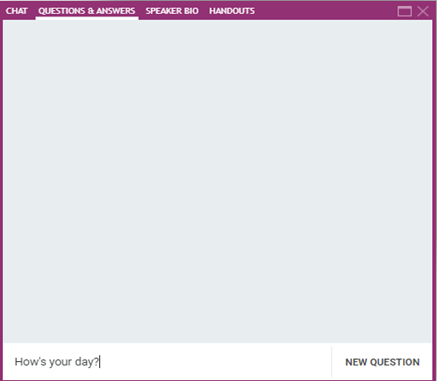 CHAT QUESTIONS & ANSWERS SPEAKER BIO HANDOUTS
How's your day?
NEW QUESTION